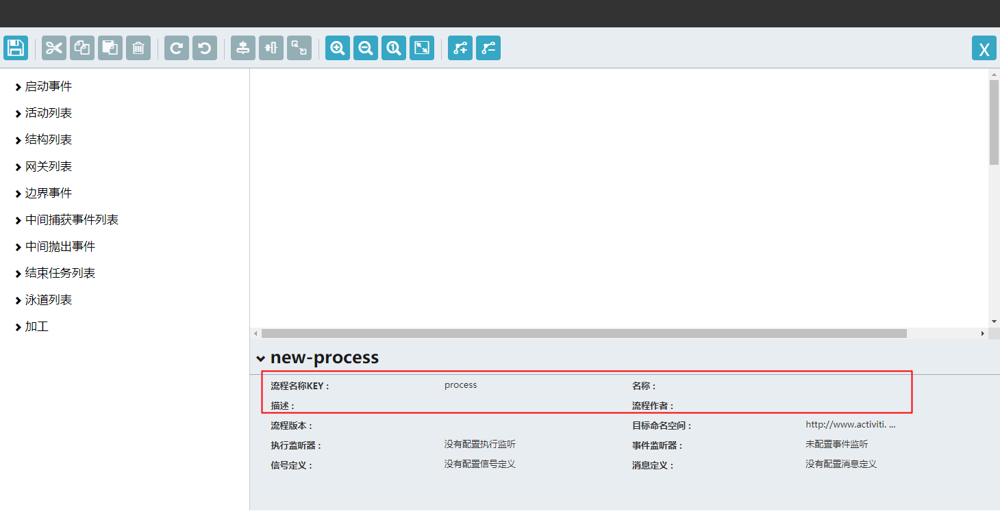 X
启动事件
活动列表
结构列表
网关列表
边界事件
中间捕获事件列表
中间抛出事件
结束任务列表
泳道列表
加工
new-process
流程名称KEY : process 名称 :
描述 : 流程作者 :
流程版本 : 目标命名空间 : http://www.activiti. ...
执行监听器 : 没有配置执行监听 事件监听器 : 未配置事件监听
信号定义 : 没有配置信号定义 消息定义 : 没有配置消息定义